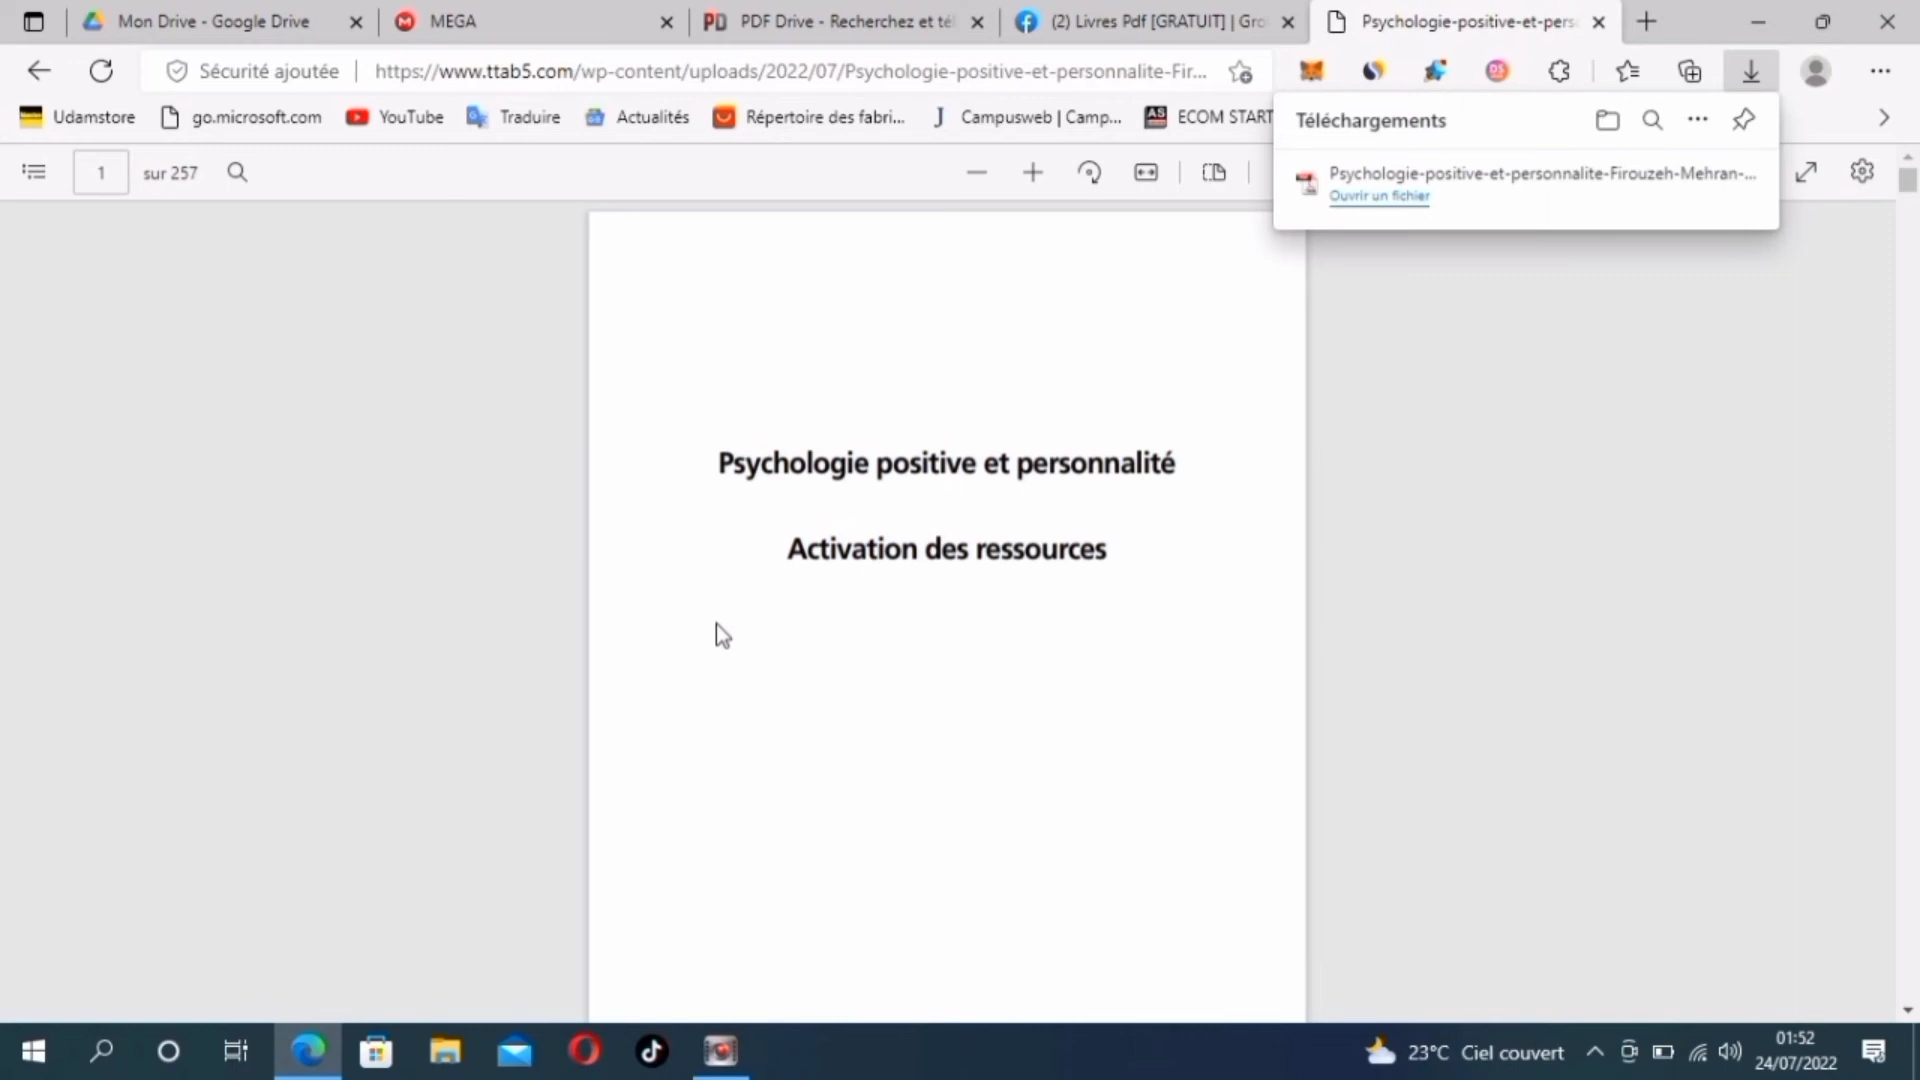 Mon Drive - Google Drive
MEGA
PDF Drive - Recherchez et tél
(2) Livres Pdf [GRATUIT] | Gro
Psychologie-positive-et-pers
Sécurité ajoutée
https://www.ttab5.com/wp-content/uploads/2022/07/Psychologie-positive-et-personnalite-Fir...
Udamstore
go.microsoft.com
YouTube
Traduire
Actualités
Répertoire des fabri...
Campusweb | Camp...
ECOM START
Téléchargements
Psychologie-positive-et-personnalite-Firouzeh-Mehran-...
Ouvrir un fichier
1 sur 257
Psychologie positive et personnalité
Activation des ressources
23°C Ciel couvert
01:52
24/07/2022